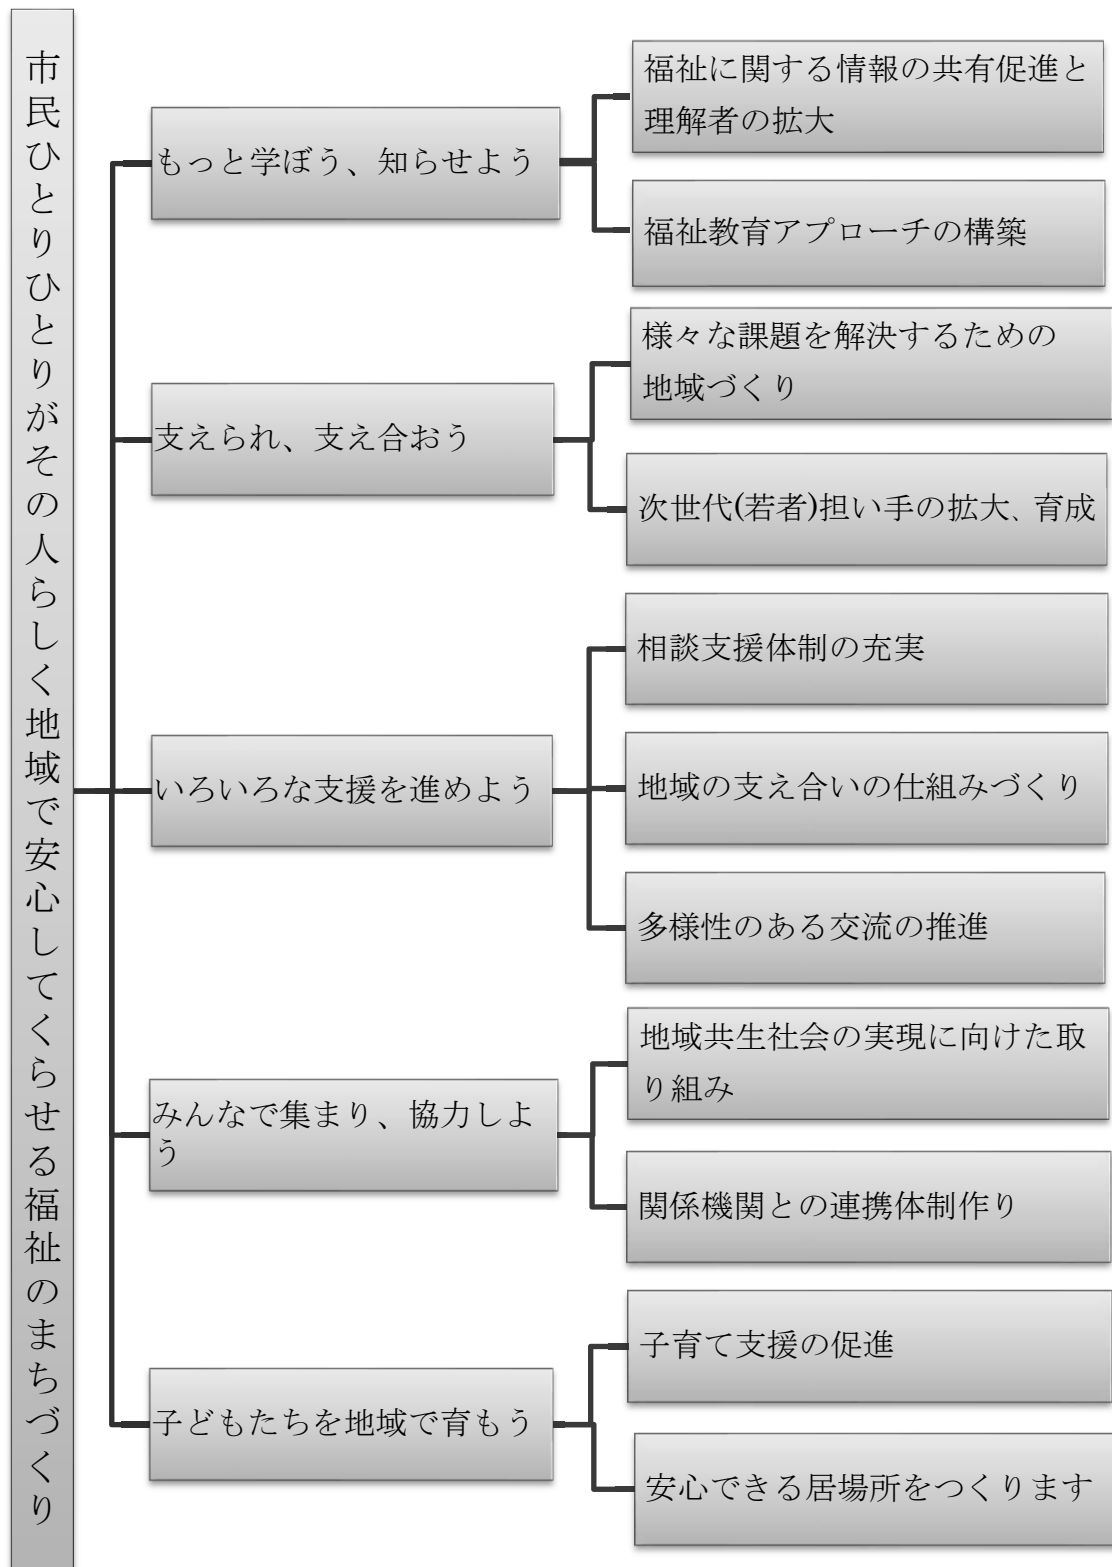 市民ひとりひとりがその人らしく地域で安心してくらせる福祉のまちづくり
もっと学ぼう、知らせよう
福祉に関する情報の共有促進と
理解者の拡大
福祉教育アプローチの構築
支えられ、支え合おう
様々な課題を解決するための
地域づくり
次世代(若者)担い手の拡大、育成
いろいろな支援を進めよう
相談支援体制の充実
地域の支え合いの仕組みづくり
多様性のある交流の推進
みんなで集まり、協力しよ
う
地域共生社会の実現に向けた取
り組み
関係機関との連携体制作り
子どもたちを地域で育もう
子育て支援の促進
安心できる居場所をつくります